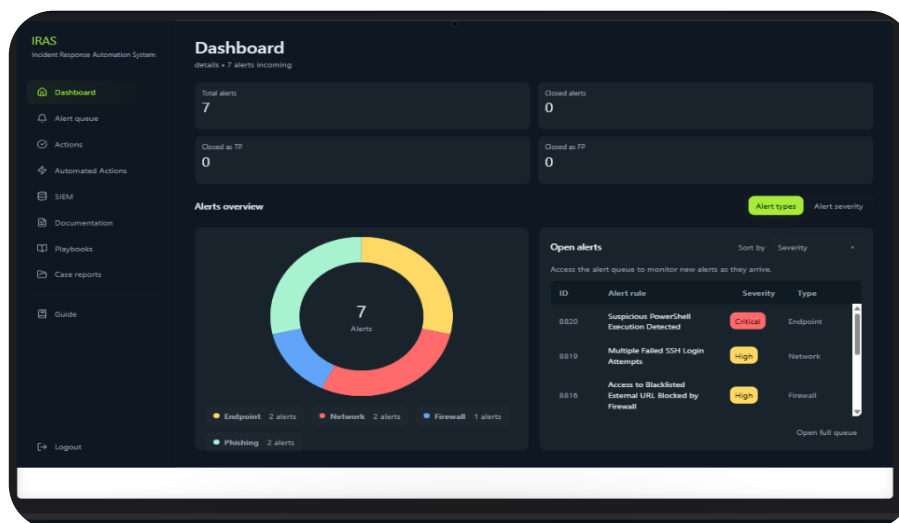 IRAS
Incident Response Automation System
Dashboard
Alert queue
Actions
Automated Actions
SIEM
Documentation
Playbooks
Case reports
Guide
Logout
Dashboard
details • 7 alerts incoming
Total alerts
7
Closed alerts
0
Closed as TP
0
Closed as FP
0
Alerts overview
Alert types Alert severity
7
Alerts
Endpoint 2 alerts Network 2 alerts Firewall 1 alerts
Phishing 2 alerts
Open alerts Sort by Severity
Access the alert queue to monitor new alerts as they arrive.
ID Alert rule Severity Type
8820 Suspicious PowerShell Execution Detected Critical Endpoint
8819 Multiple Failed SSH Login Attempts High Network
8816 Access to Blacklisted External URL Blocked by Firewall High Firewall
Open full queue